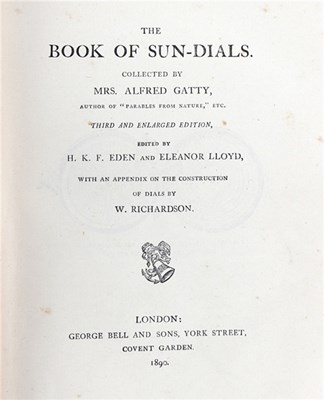 THE
BOOK OF SUN-DIALS.
COLLECTED BY
MRS. ALFRED GATTY,
AUTHOR OF "PARABLES FROM NATURE," ETC.
THIRD AND ENLARGED EDITION,
EDITED BY
H. K. F. EDEN AND ELEANOR LLOYD,
WITH AN APPENDIX ON THE CONSTRUCTION
OF DIALS BY
W. RICHARDSON.
LONDON:
GEORGE BELL AND SONS, YORK STREET,
COVENT GARDEN.
1890.